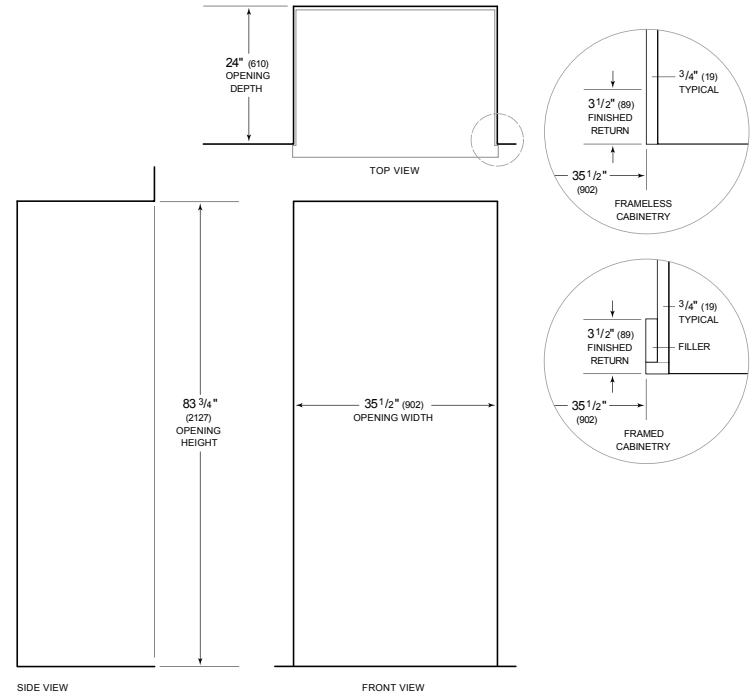 24" (610)
OPENING
DEPTH
TOP VIEW
3/4" (19)
TYPICAL
3 1/2" (89)
FINISHED
RETURN
35 1/2"
(902)
FRAMELESS
CABINETRY
3/4" (19)
TYPICAL
3 1/2" (89)
FINISHED
RETURN
FILLER
35 1/2"
(902)
FRAMED
CABINETRY
83 3/4"
(2127)
OPENING
HEIGHT
35 1/2" (902)
OPENING WIDTH
SIDE VIEW
FRONT VIEW